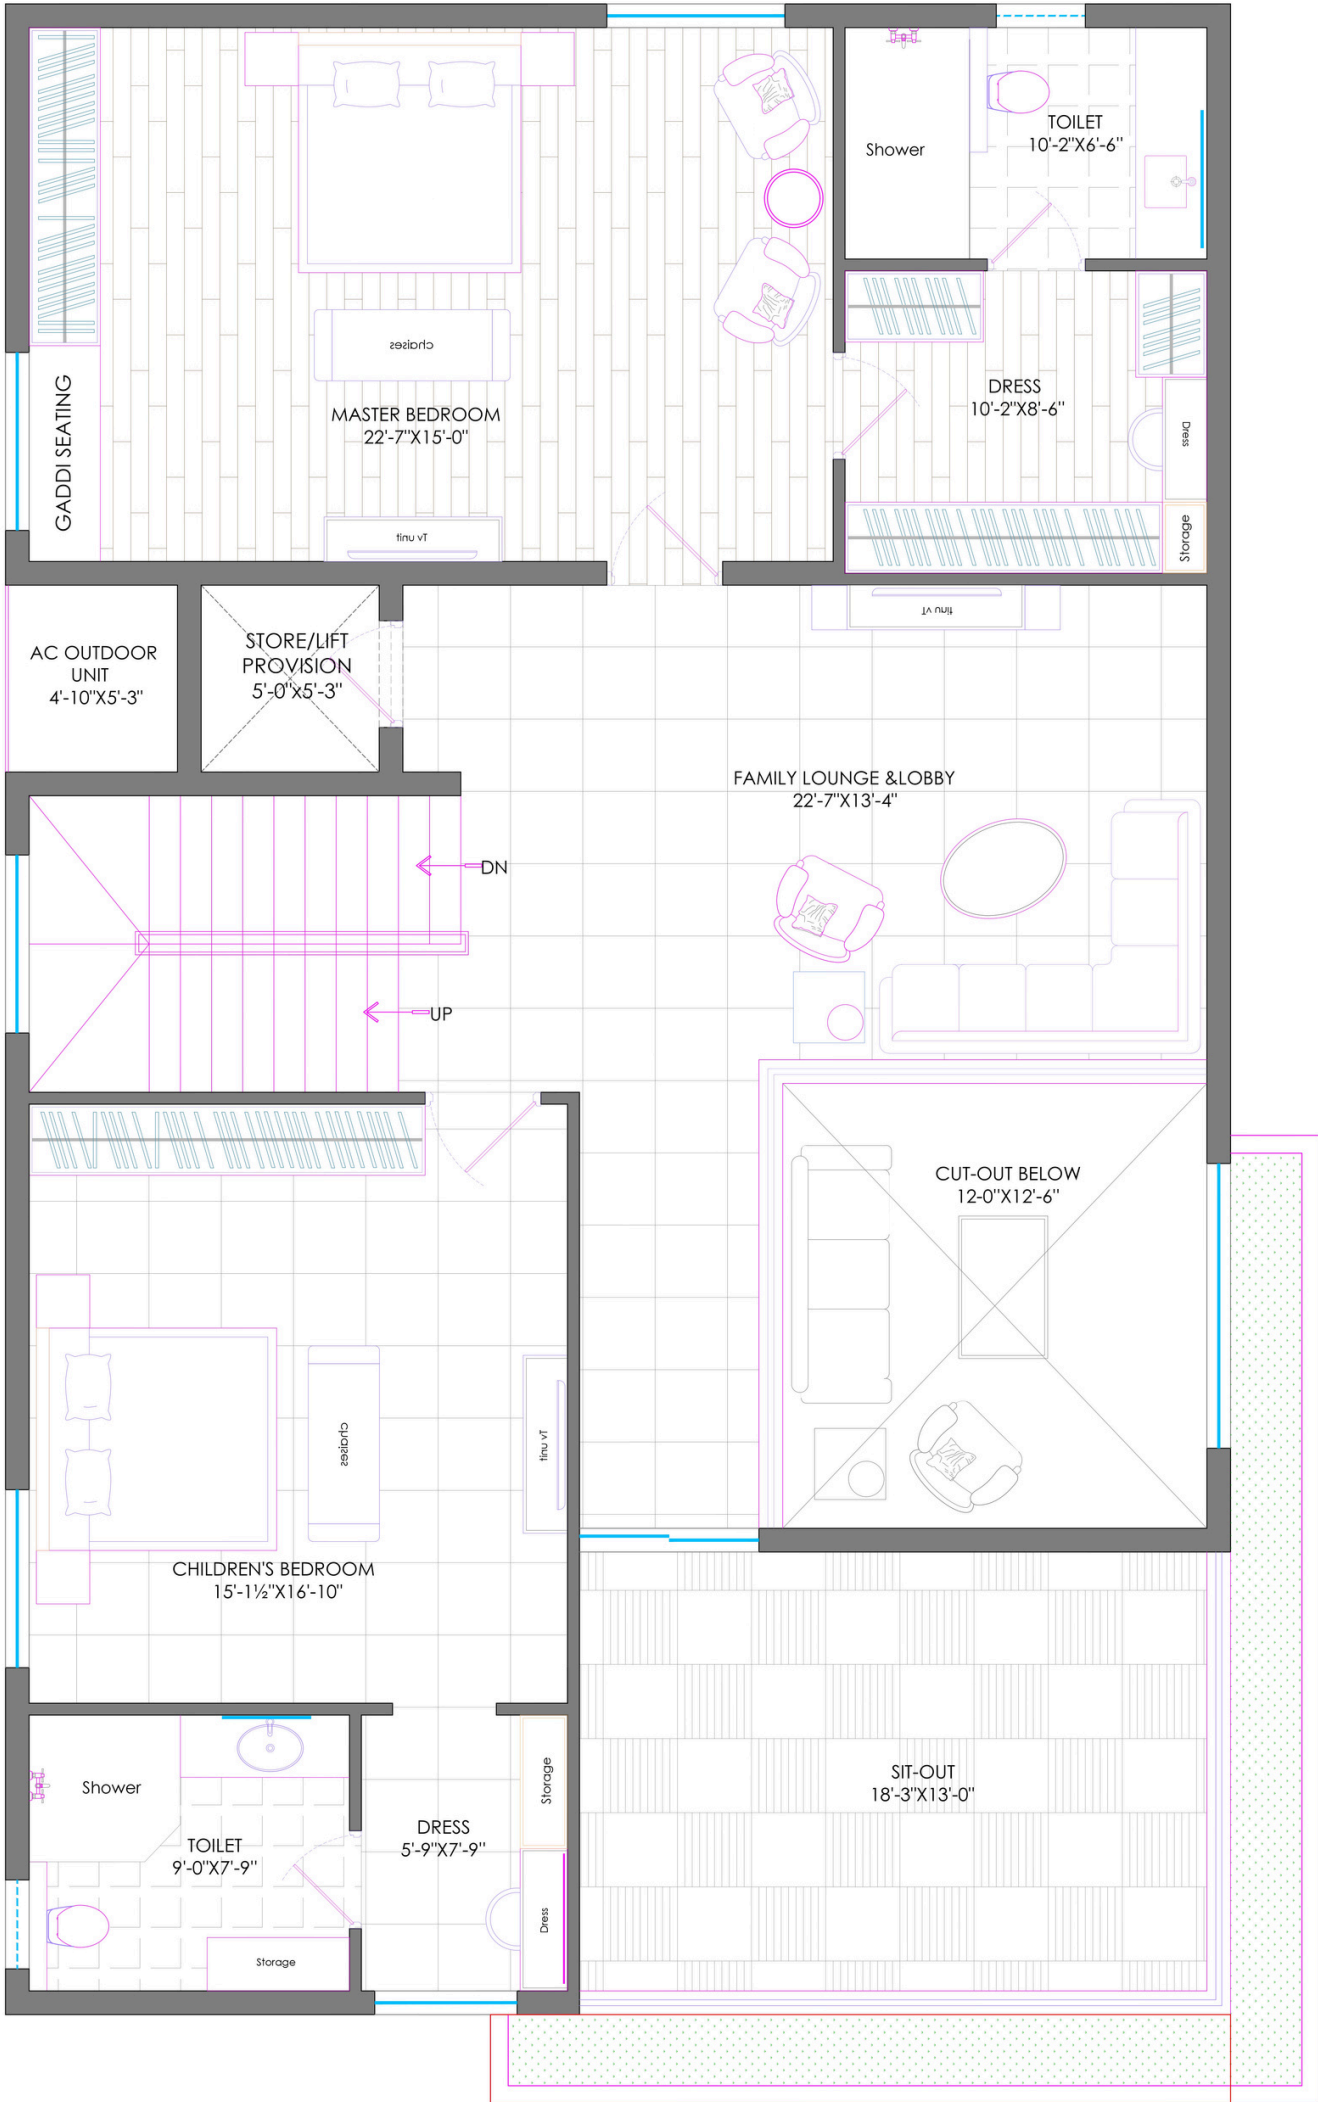 TOILET
10'-2"X6'-6"
Shower
chaises
MASTER BEDROOM
22'-7"X15'-0"
GADDI SEATING
DRESS
10'-2"X8'-6"
Dress
Storage
Tv unit
Tv unit
AC OUTDOOR
UNIT
4'-10"X5'-3"
STORE/LIFT
PROVISION
5'-0"x5'-3"
FAMILY LOUNGE &LOBBY
22'-7"X13'-4"
DN
UP
CUT-OUT BELOW
12-0"X12'-6"
chaises
Tv unit
CHILDREN'S BEDROOM
15'-1½"X16'-10"
Shower
TOILET
9'-0"X7'-9"
Storage
DRESS
5'-9"X7'-9"
Storage
Dress
SIT-OUT
18'-3"X13'-0"